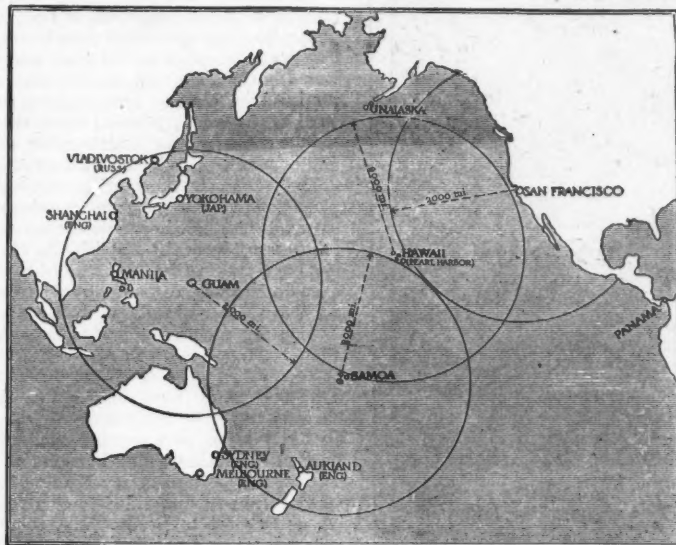 UNALASKA
VLADIVOSTOK
(RUSS.)
SAN FRANCISCO
2000 mi.
2000 mi.
YOKOHAMA
(JAP.)
SHANGHAI
(ENG)
HAWAII
(PEARL HARBOR)
MANILA
GUAM
2000 mi.
2000 mi.
PANAMA
SAMOA
SYDNEY
(ENG)
MELBOURNE
(ENG)
AUKLAND
(ENG)